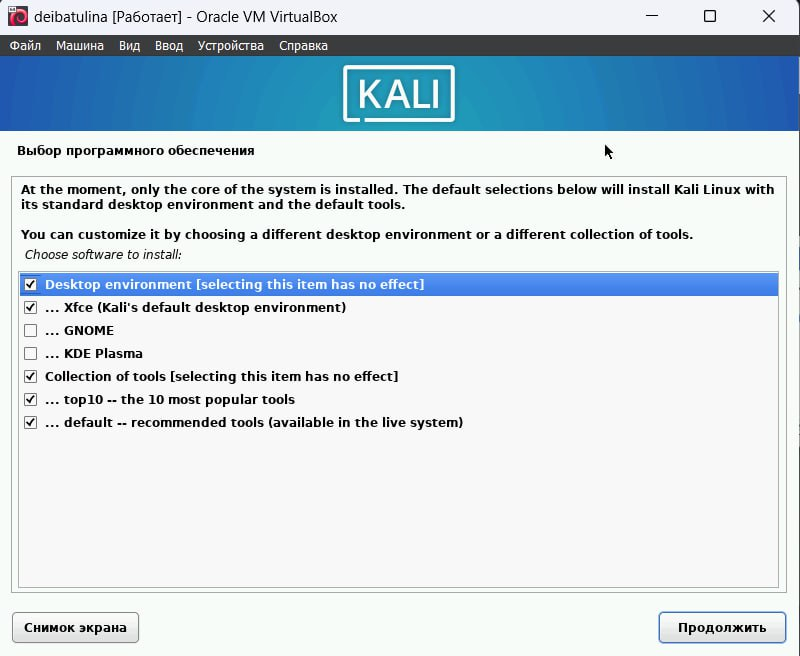 deibatulina [Работает] - Oracle VM VirtualBox
Файл Машина Вид Ввод Устройства Справка
KALI
Выбор программного обеспечения
At the moment, only the core of the system is installed. The default selections below will install Kali Linux with
its standard desktop environment and the default tools.
You can customize it by choosing a different desktop environment or a different collection of tools.
Choose software to install:
Desktop environment [selecting this item has no effect]
... Xfce (Kali's default desktop environment)
... GNOME
... KDE Plasma
Collection of tools [selecting this item has no effect]
... top10 -- the 10 most popular tools
... default -- recommended tools (available in the live system)
Снимок экрана
Продолжить